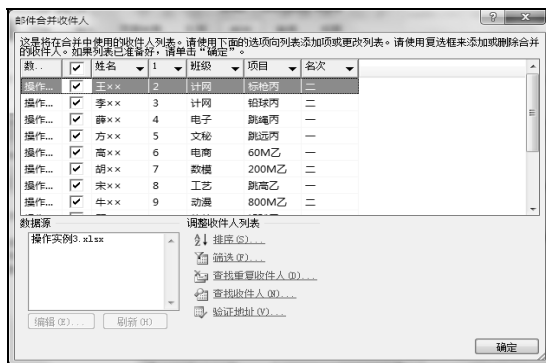 邮件合并收件人
这是将在合并中使用的收件人列表。请使用下面的选项向列表添加项或更改列表。请使用复选框来添加或删除合并
的收件人。如果列表已准备好，请单击“确定”。
数.. 姓名 1 班级 项目 名次
操作... 王×× 2 计网 标枪丙 二
操作... 李×× 3 计网 铅球丙 二
操作... 薛×× 4 电子 跳绳丙 一
操作... 方×× 5 文秘 跳远丙 一
操作... 高×× 6 电商 60M乙 一
操作... 胡×× 7 数模 200M乙 二
操作... 宋×× 8 工艺 跳高乙 一
操作... 牛×× 9 动漫 800M乙 二
数据源
操作实例3.xlsx
编辑(E)... 刷新(H)
调整收件人列表
排序(S)...
筛选(F)...
查找重复收件人(D)...
查找收件人(N)...
验证地址(V)...
确定